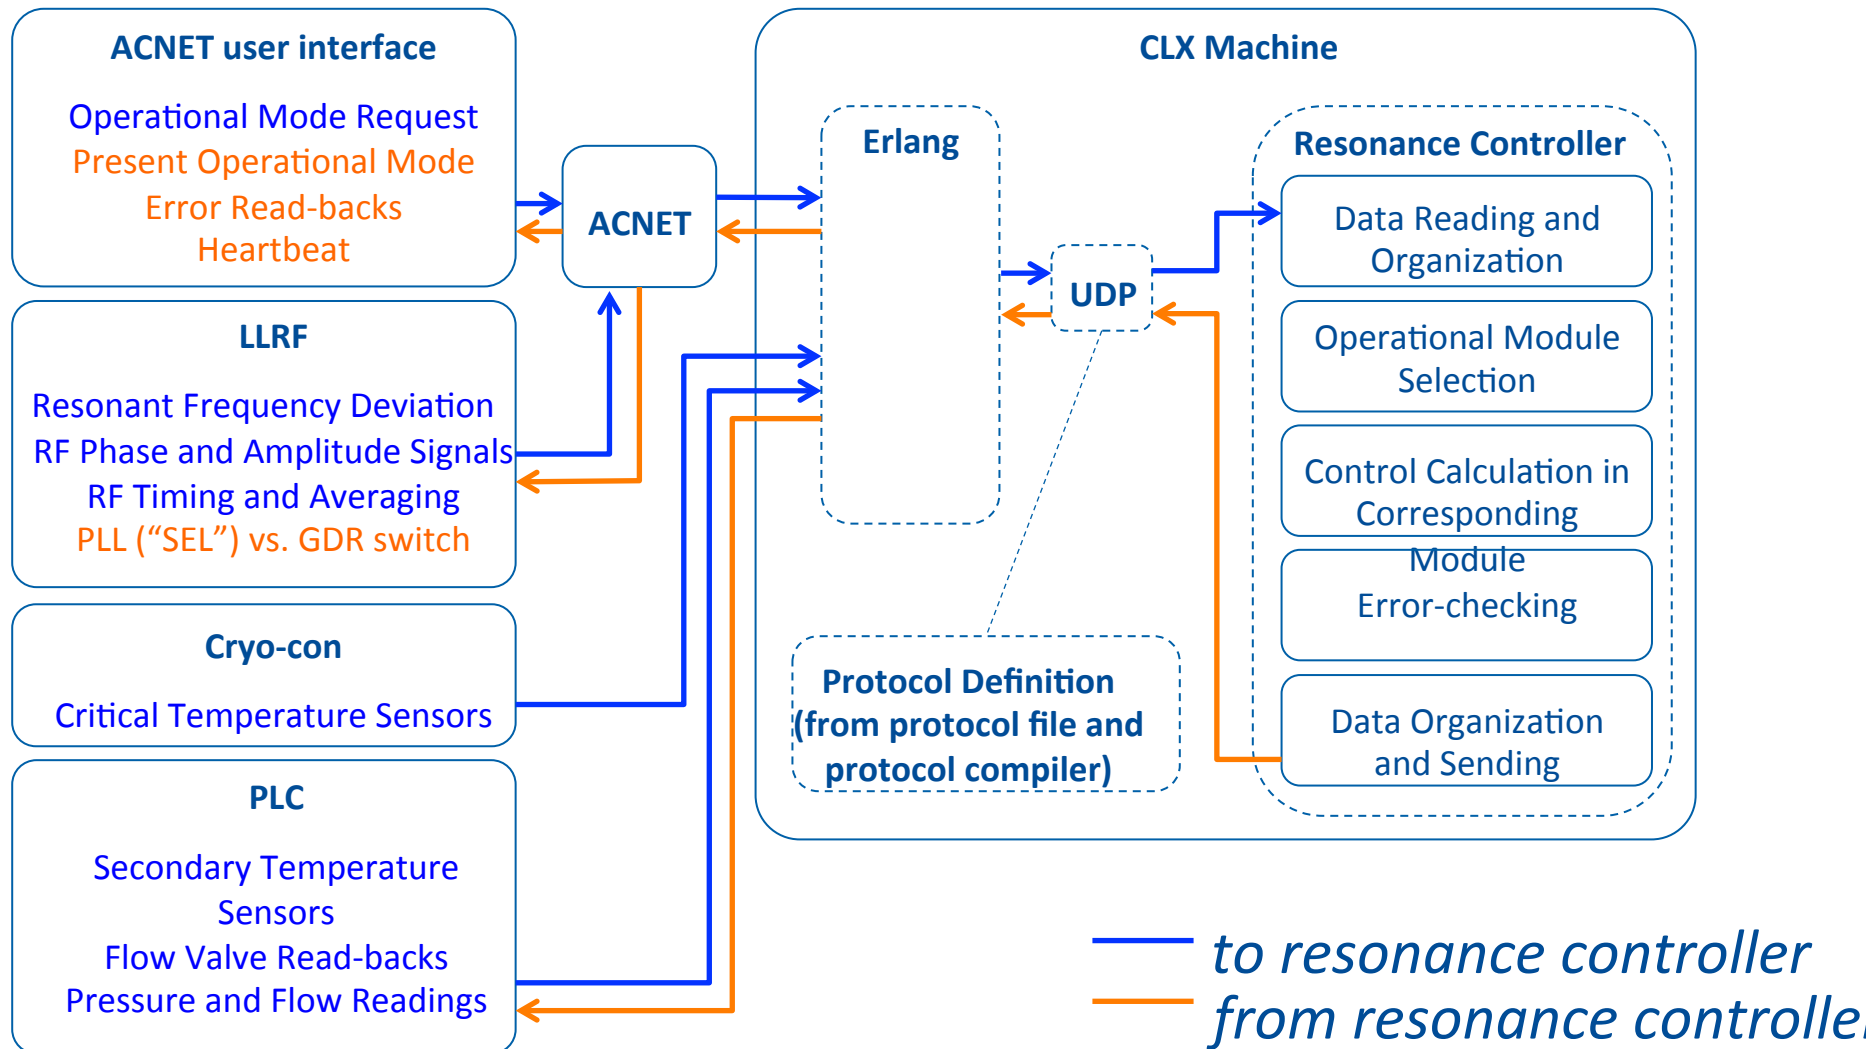 ACNET user interface
Operational Mode Request
Present Operational Mode
Error Read-backs
Heartbeat
LLRF
Resonant Frequency Deviation
RF Phase and Amplitude Signals
RF Timing and Averaging
PLL (“SEL”) vs. GDR switch
Cryo-con
Critical Temperature Sensors
PLC
Secondary Temperature
Sensors
Flow Valve Read-backs
Pressure and Flow Readings
ACNET
CLX Machine
Erlang
UDP
Protocol Definition
(from protocol file and
protocol compiler)
Resonance Controller
Data Reading and
Organization
Operational Module
Selection
Control Calculation in
Corresponding
Module
Error-checking
Data Organization
and Sending
to resonance controller
from resonance controller